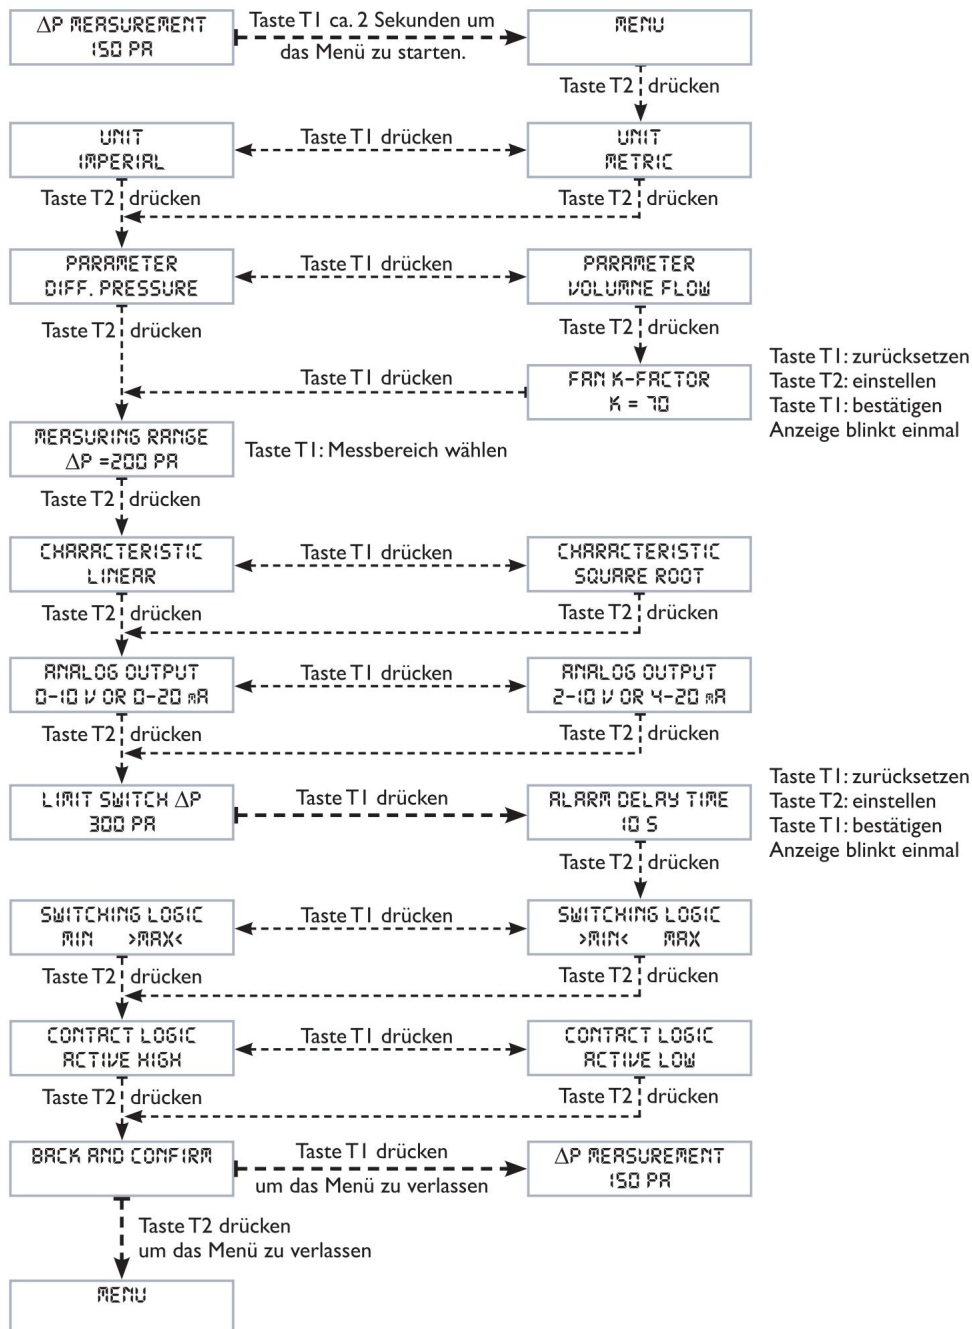 ΔP MEASUREMENT
150 PA
Taste T1 ca. 2 Sekunden um
das Menü zu starten.
MENU
Taste T2 drücken
UNIT
IMPERIAL
Taste T1 drücken
UNIT
METRIC
Taste T2 drücken
Taste T2 drücken
PARAMETER
DIFF. PRESSURE
Taste T1 drücken
PARAMETER
VOLUMNE FLOW
Taste T2 drücken
Taste T2 drücken
Taste T1 drücken
FAN K-FACTOR
K = 70
Taste T1: zurücksetzen
Taste T2: einstellen
Taste T1: bestätigen
Anzeige blinkt einmal
MEASURING RANGE
ΔP =200 PA
Taste T1: Messbereich wählen
Taste T2 drücken
CHARACTERISTIC
LINEAR
Taste T1 drücken
CHARACTERISTIC
SQUARE ROOT
Taste T2 drücken
Taste T2 drücken
ANALOG OUTPUT
0-10 V OR 0-20 mA
Taste T1 drücken
ANALOG OUTPUT
2-10 V OR 4-20 mA
Taste T2 drücken
Taste T2 drücken
LIMIT SWITCH ΔP
300 PA
Taste T1 drücken
ALARM DELAY TIME
10 S
Taste T1: zurücksetzen
Taste T2: einstellen
Taste T1: bestätigen
Anzeige blinkt einmal
Taste T2 drücken
SWITCHING LOGIC
MIN >MAX<
Taste T1 drücken
SWITCHING LOGIC
>MIN< MAX
Taste T2 drücken
Taste T2 drücken
CONTACT LOGIC
ACTIVE HIGH
Taste T1 drücken
CONTACT LOGIC
ACTIVE LOW
Taste T2 drücken
Taste T2 drücken
BACK AND CONFIRM
Taste T1 drücken
um das Menü zu verlassen
ΔP MEASUREMENT
150 PA
Taste T2 drücken
um das Menü zu verlassen
MENU